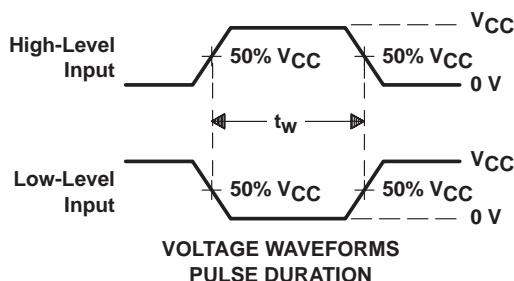 High-Level
Input
50% VCC
50% VCC
VCC
0 V
tw
Low-Level
Input
50% VCC
50% VCC
VCC
0 V
VOLTAGE WAVEFORMS
PULSE DURATION